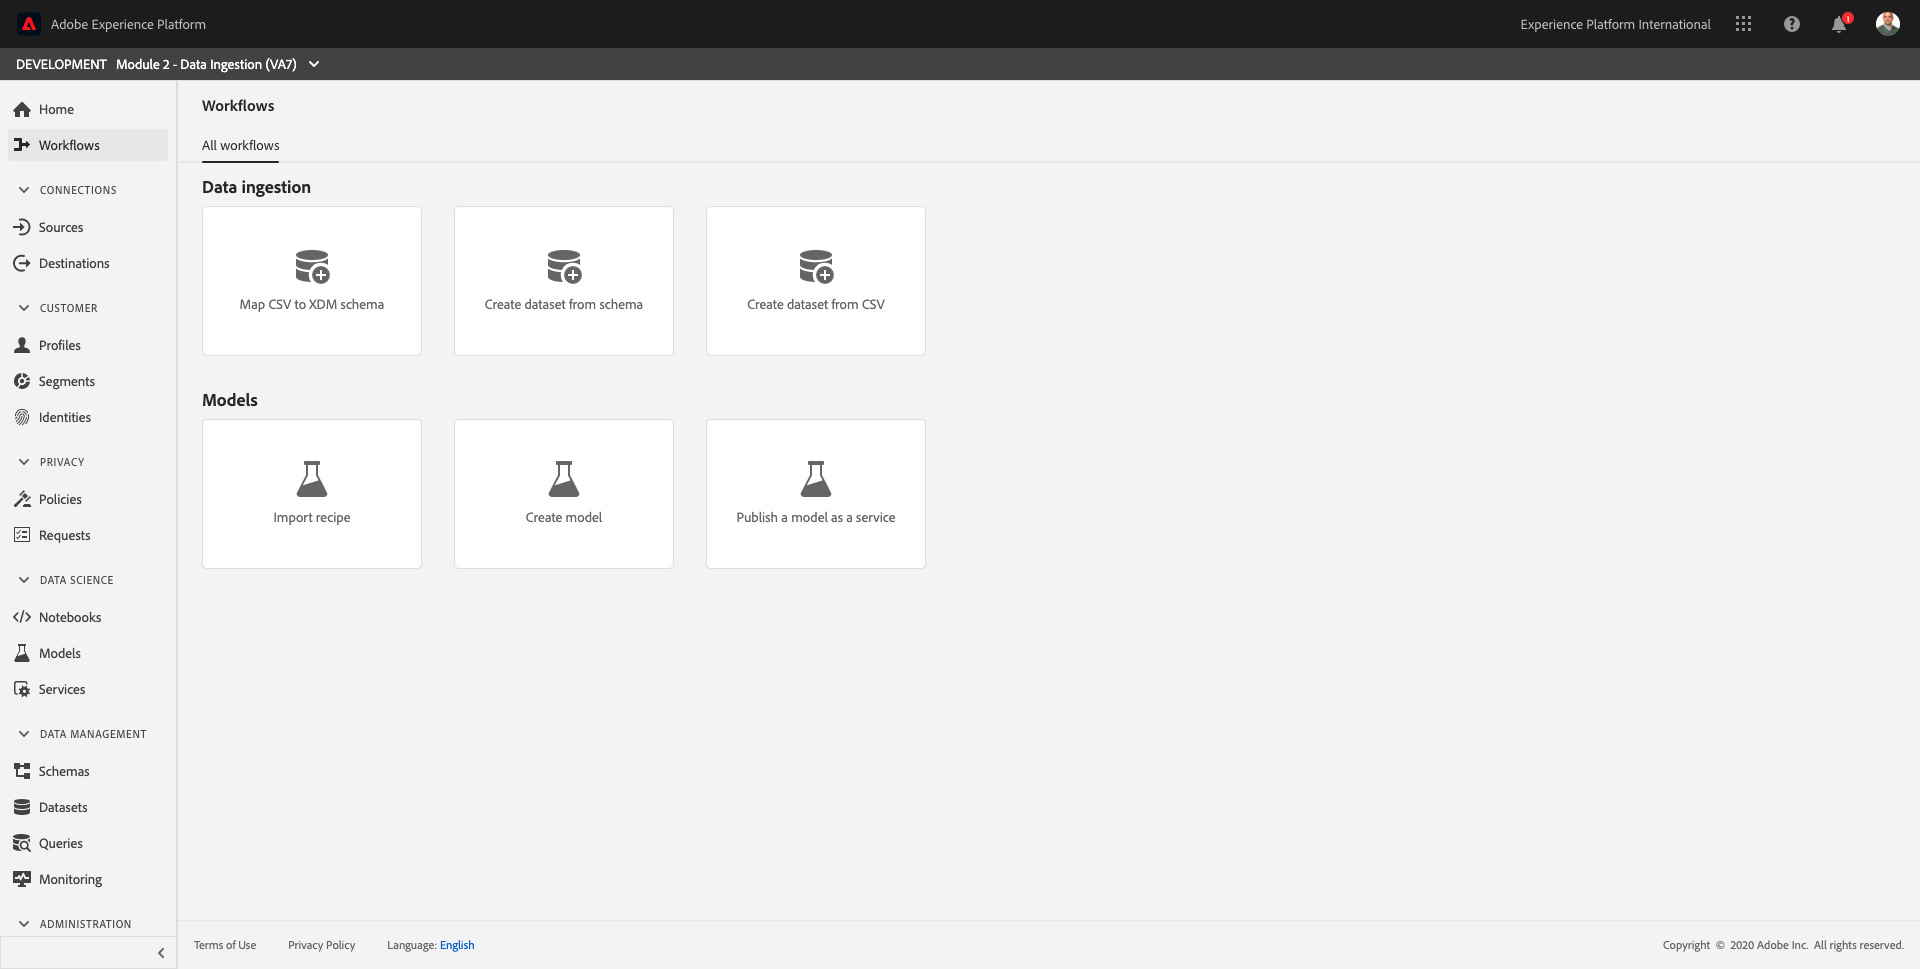 Adobe Experience Platform
Experience Platform International
1
DEVELOPMENT Module 2 - Data Ingestion (VA7)
Home
Workflows
CONNECTIONS
Sources
Destinations
CUSTOMER
Profiles
Segments
Identities
PRIVACY
Policies
Requests
DATA SCIENCE
Notebooks
Models
Services
DATA MANAGEMENT
Schemas
Datasets
Queries
Monitoring
ADMINISTRATION
Workflows
All workflows
Data ingestion
Map CSV to XDM schema
Create dataset from schema
Create dataset from CSV
Models
Import recipe
Create model
Publish a model as a service
Terms of Use Privacy Policy Language: English
Copyright © 2020 Adobe Inc. All rights reserved.